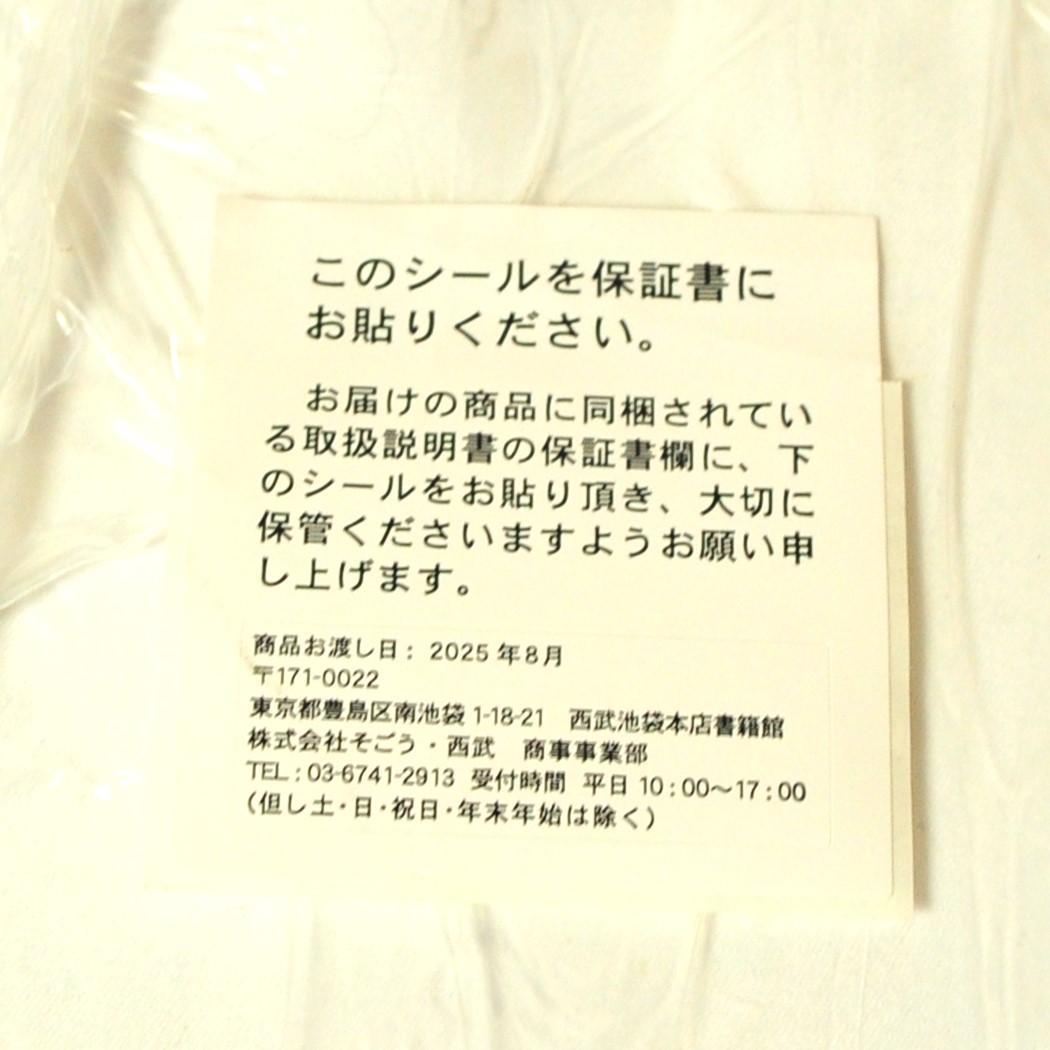 このシールを保証書に
お貼りください。
お届けの商品に同梱されてい
る取扱説明書の保証書欄に、下
のシールをお貼り頂き、大切に
保管くださいますようお願い申
し上げます。
商品お渡し日: 2025年8月
〒171-0022
東京都豊島区南池袋1-18-21 西武池袋本店書籍館
株式会社そごう・西武 商事事業部
TEL:03-6741-2913 受付時間 平日10:00〜17:00
(但し土・日・祝日・年末年始は除く)